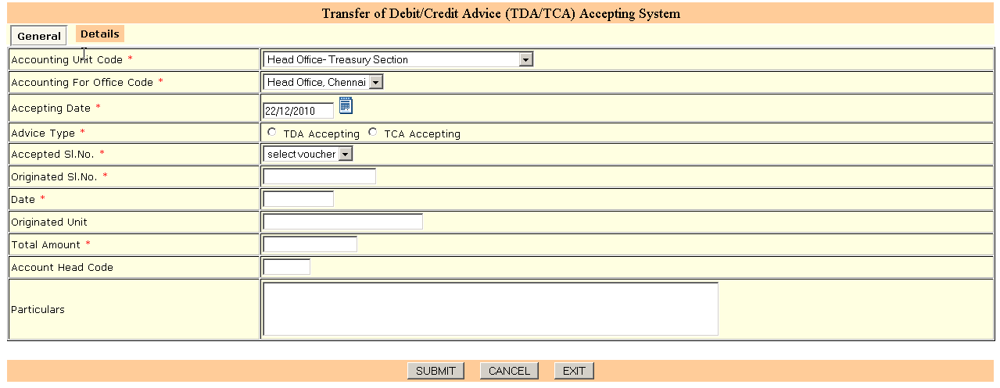 Transfer of Debit/Credit Advice (TDA/TCA) Accepting System
General Details
Accounting Unit Code * Head Office- Treasury Section
Accounting For Office Code * Head Office, Chennai
Accepting Date * 22/12/2010
Advice Type * TDA Accepting TCA Accepting
Accepted Sl.No. * select voucher
Originated Sl.No. *
Date *
Originated Unit
Total Amount *
Account Head Code
Particulars
SUBMIT CANCEL EXIT